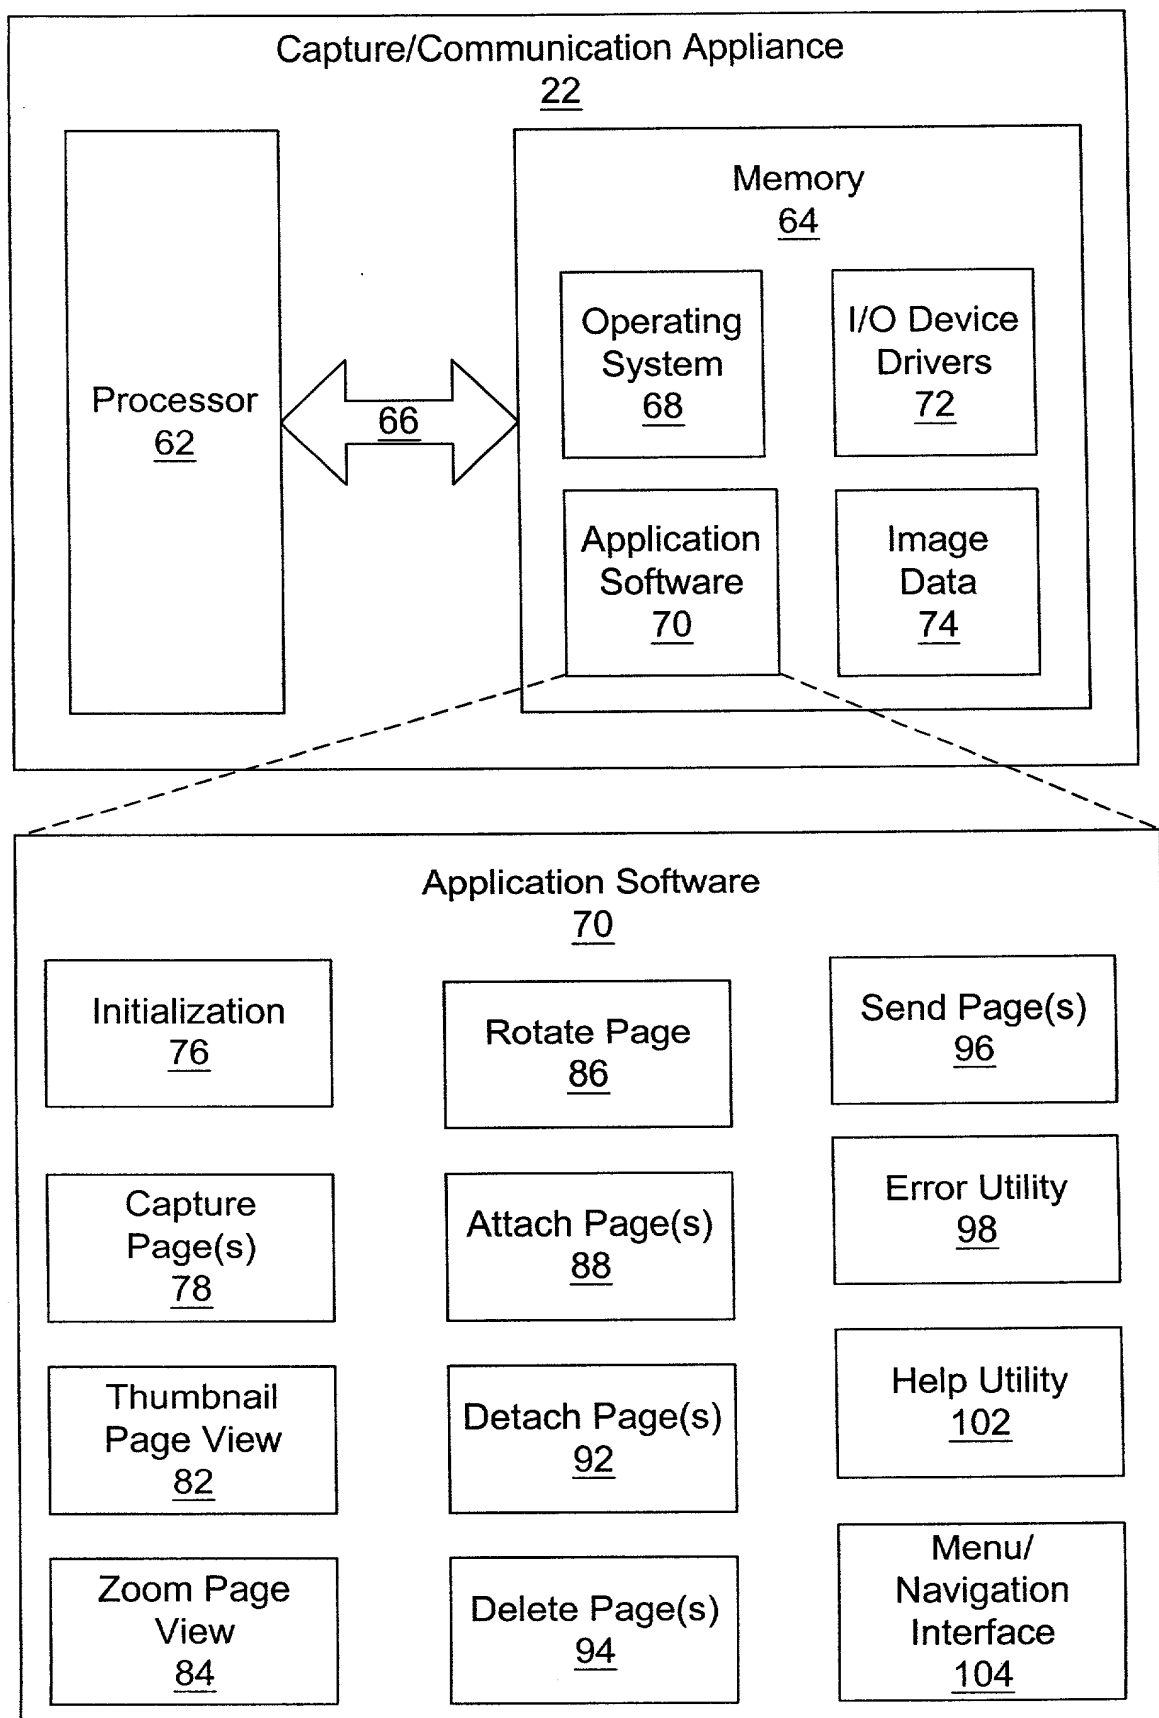 Capture/Communication Appliance
22
Processor
62
66
Memory
64
Operating
System
68
I/O Device
Drivers
72
Application
Software
70
Image
Data
74
Application Software
70
Initialization
76
Capture
Page(s)
78
Thumbnail
Page View
82
Zoom Page
View
84
Rotate Page
86
Attach Page(s)
88
Detach Page(s)
92
Delete Page(s)
94
Send Page(s)
96
Error Utility
98
Help Utility
102
Menu/
Navigation
Interface
104